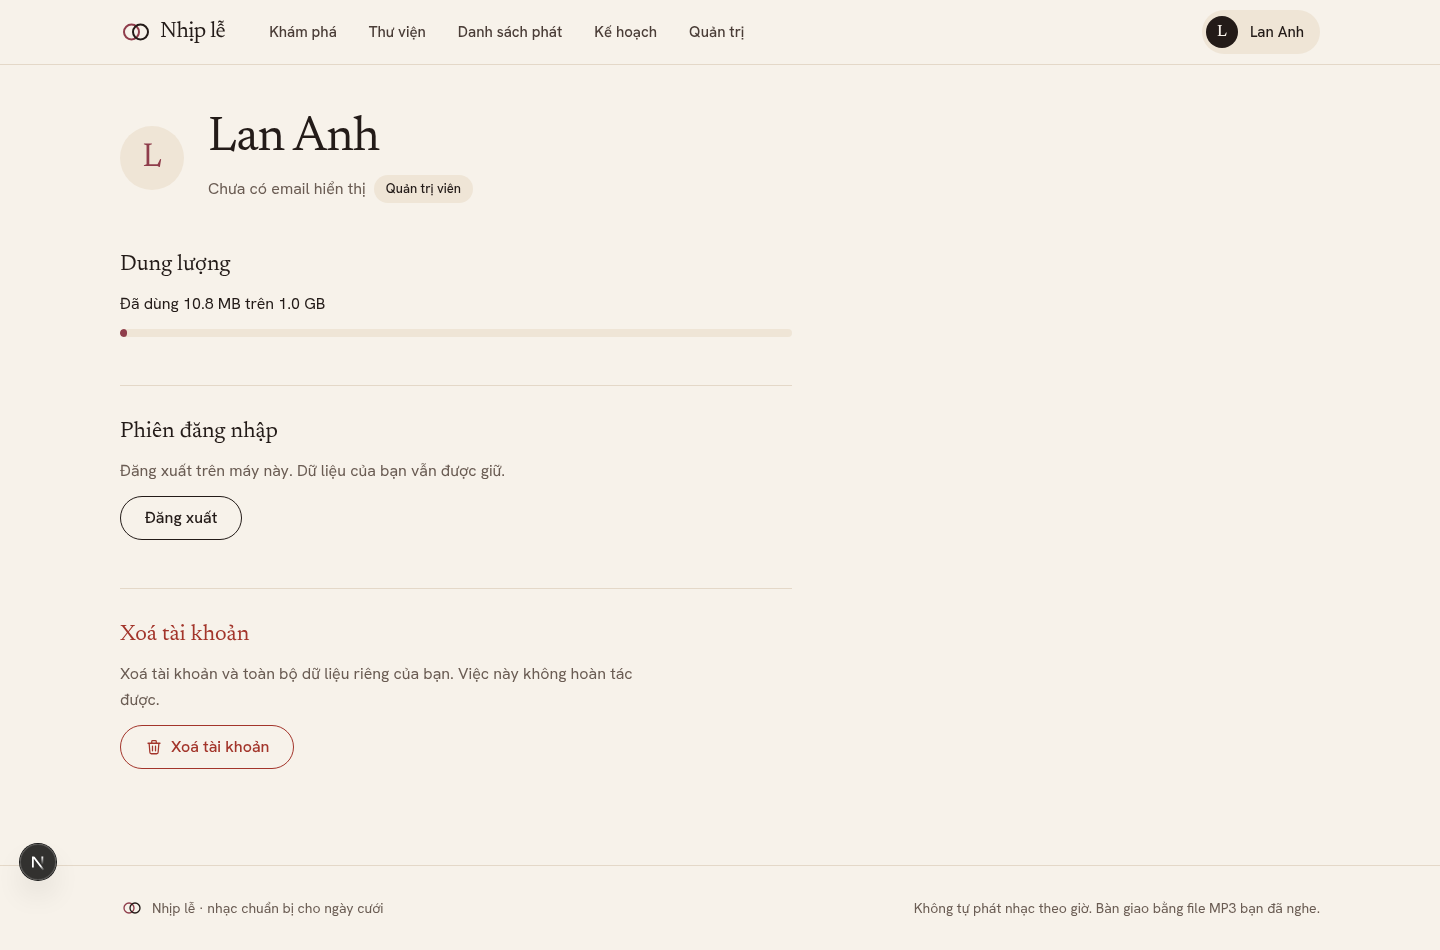 Nhịp lễ
Khám phá
Thư viện
Danh sách phát
Kế hoạch
Quản trị
L
Lan Anh
L
Lan Anh
Chưa có email hiển thị
Quản trị viên
Dung lượng
Đã dùng 10.8 MB trên 1.0 GB
Phiên đăng nhập
Đăng xuất trên máy này. Dữ liệu của bạn vẫn được giữ.
Đăng xuất
Xoá tài khoản
Xoá tài khoản và toàn bộ dữ liệu riêng của bạn. Việc này không hoàn tác
được.
Xoá tài khoản
N
Nhịp lễ · nhạc chuẩn bị cho ngày cưới
Không tự phát nhạc theo giờ. Bàn giao bằng file MP3 bạn đã nghe.